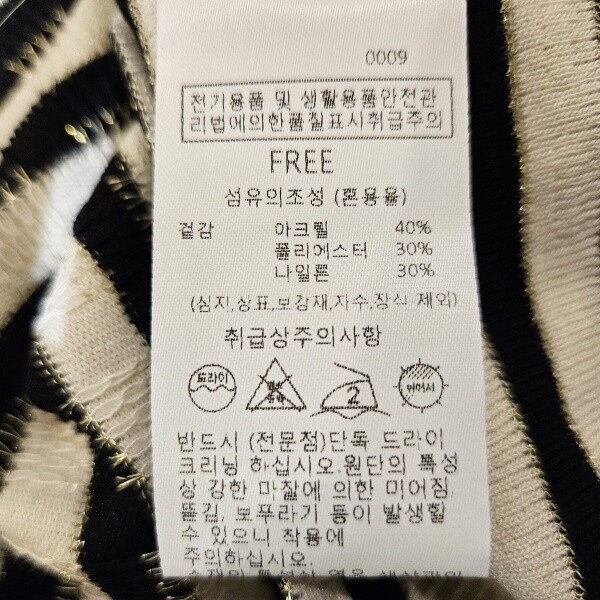 0009
전기용품 및 생활용품안전관
리법에의한품질표시취급주의
FREE
섬유의조성 (혼용율)
겉감 아크릴 40%
폴리에스터 30%
나일론 30%
(심지,상표,보강재,자수,장식 제외)
취급상주의사항
드라이 2 뉘어서
반드시 (전문점)단독 드라이
크리닝 하십시오.원단의 특성
상 강한 마찰에 의한 미어짐
뜯김, 보푸라기 등이 발생할
수 있으니 착용에
주의하십시오.